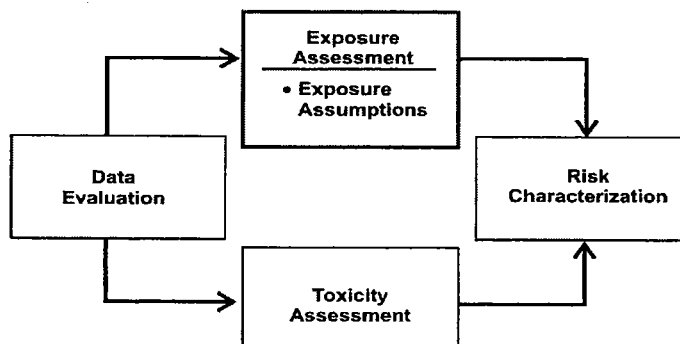 Exposure
Assessment
• Exposure
Assumptions
Data
Evaluation
Risk
Characterization
Toxicity
Assessment